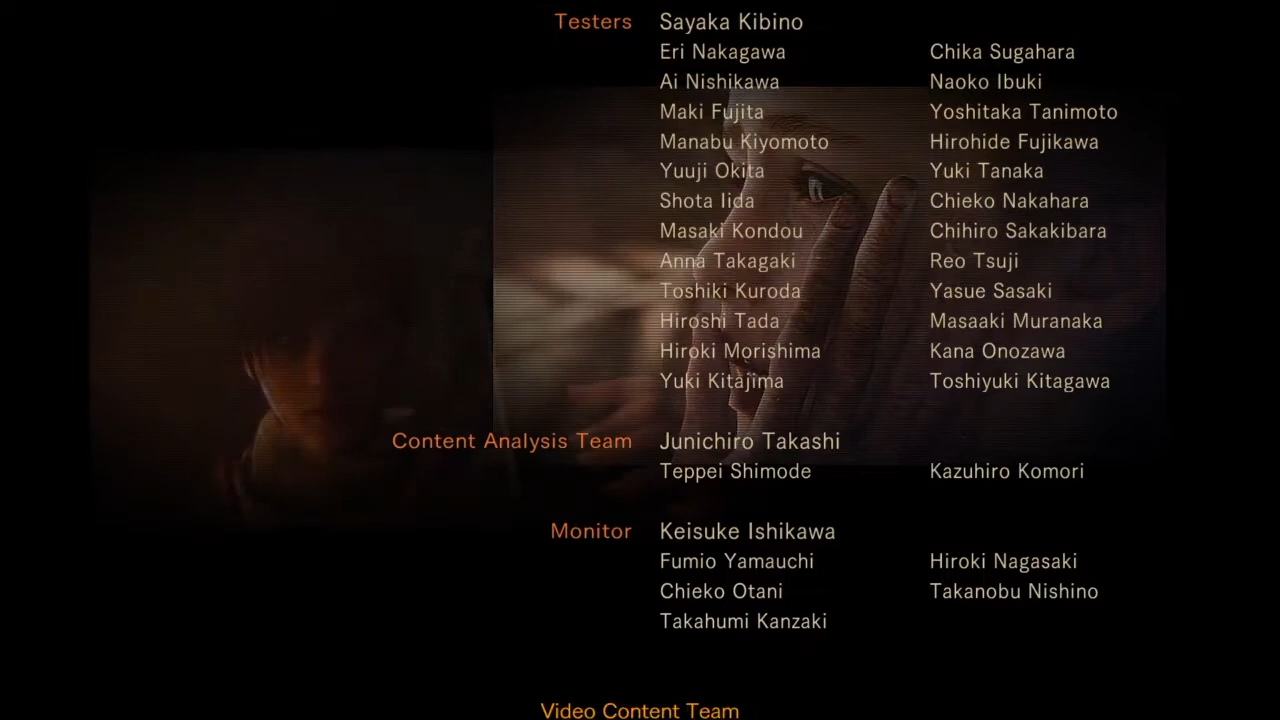 Testers Sayaka Kibino
Eri Nakagawa Chika Sugahara
Ai Nishikawa Naoko Ibuki
Maki Fujita Yoshitaka Tanimoto
Manabu Kiyomoto Hirohide Fujikawa
Yuuji Okita Yuki Tanaka
Shota Iida Chieko Nakahara
Masaki Kondou Chihiro Sakakibara
Anna Takagaki Reo Tsuji
Toshiki Kuroda Yasue Sasaki
Hiroshi Tada Masaaki Muranaka
Hiroki Morishima Kana Onozawa
Yuki Kitajima Toshiyuki Kitagawa
Content Analysis Team Junichiro Takashi
Teppei Shimode Kazuhiro Komori
Monitor Keisuke Ishikawa
Fumio Yamauchi Hiroki Nagasaki
Chieko Otani Takanobu Nishino
Takahumi Kanzaki
Video Content Team